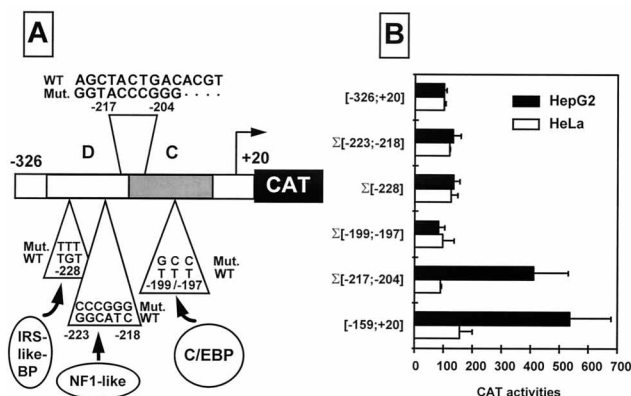 A
WT AGCTACTGACACGT
Mut. GGTACCCGGG····
-217 -204
-326 D C +20
CAT
Mut. TTT
WT TGT
-228
CCCGGG Mut.
GGCATC WT
-223 -218
G C C Mut.
T T T WT
-199/-197
IRS-
like-
BP
NF1-like
C/EBP
B
HepG2
HeLa
[-326;+20]
Σ[-223;-218]
Σ[-228]
Σ[-199;-197]
Σ[-217;-204]
[-159;+20]
0 100 200 300 400 500 600 700
CAT activities